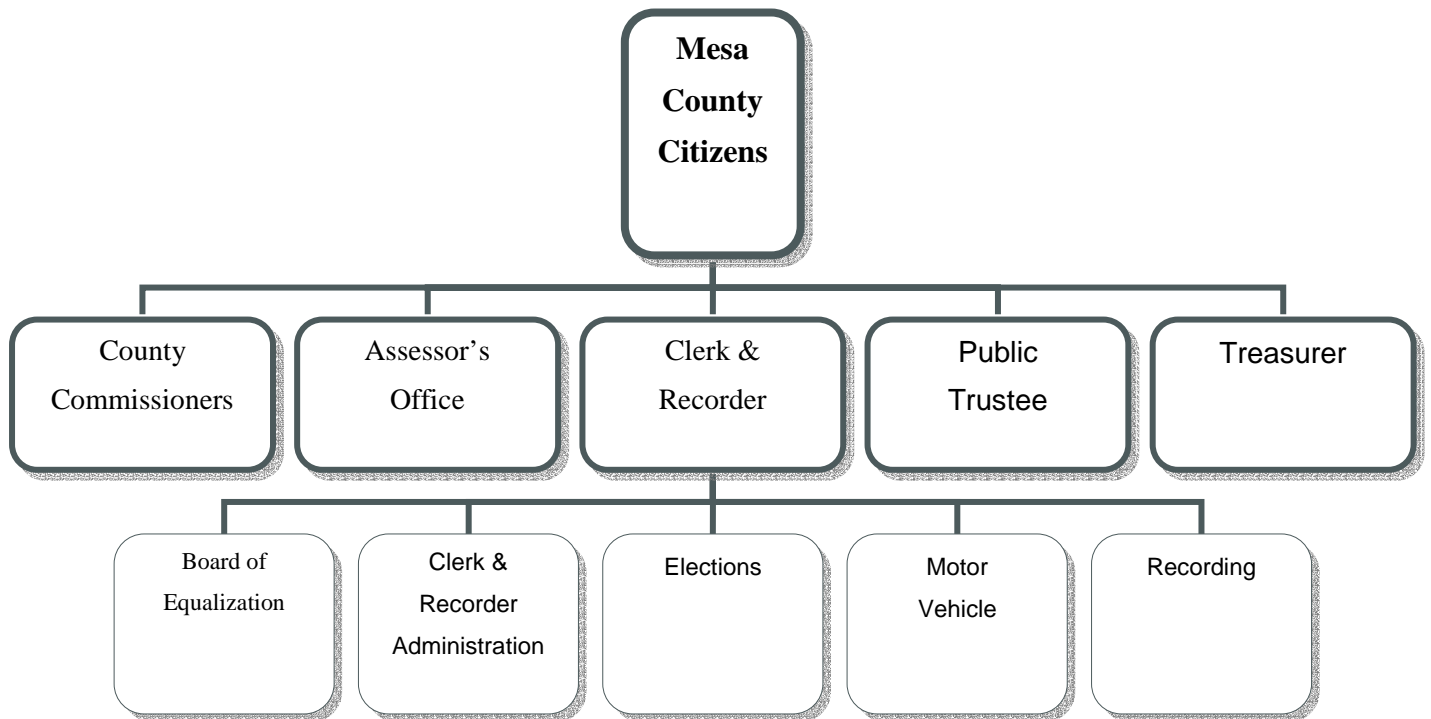 Mesa
County
Citizens
County
Commissioners
Assessor’s
Office
Clerk &
Recorder
Public
Trustee
Treasurer
Board of
Equalization
Clerk &
Recorder
Administration
Elections
Motor
Vehicle
Recording